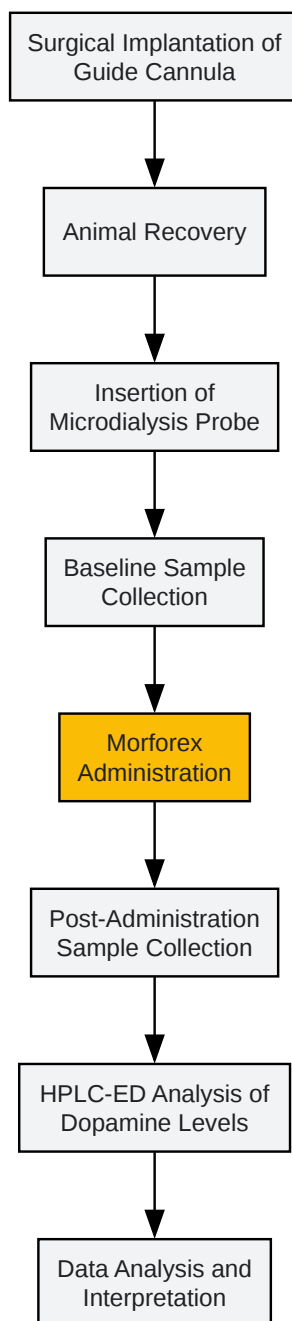 Surgical Implantation of
Guide Cannula
Animal Recovery
Insertion of
Microdialysis Probe
Baseline Sample
Collection
Morforex
Administration
Post-Administration
Sample Collection
HPLC-ED Analysis of
Dopamine Levels
Data Analysis and
Interpretation